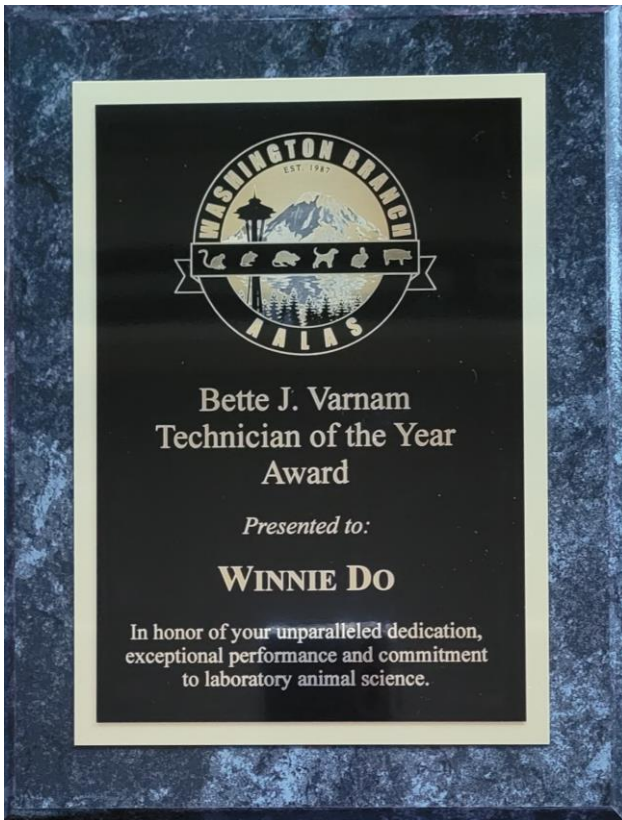 WASHINGTON BRANCH
EST. 1987
AALAS
Bette J. Varnam
Technician of the Year
Award
Presented to:
WINNIE DO
In honor of your unparalleled dedication,
exceptional performance and commitment
to laboratory animal science.